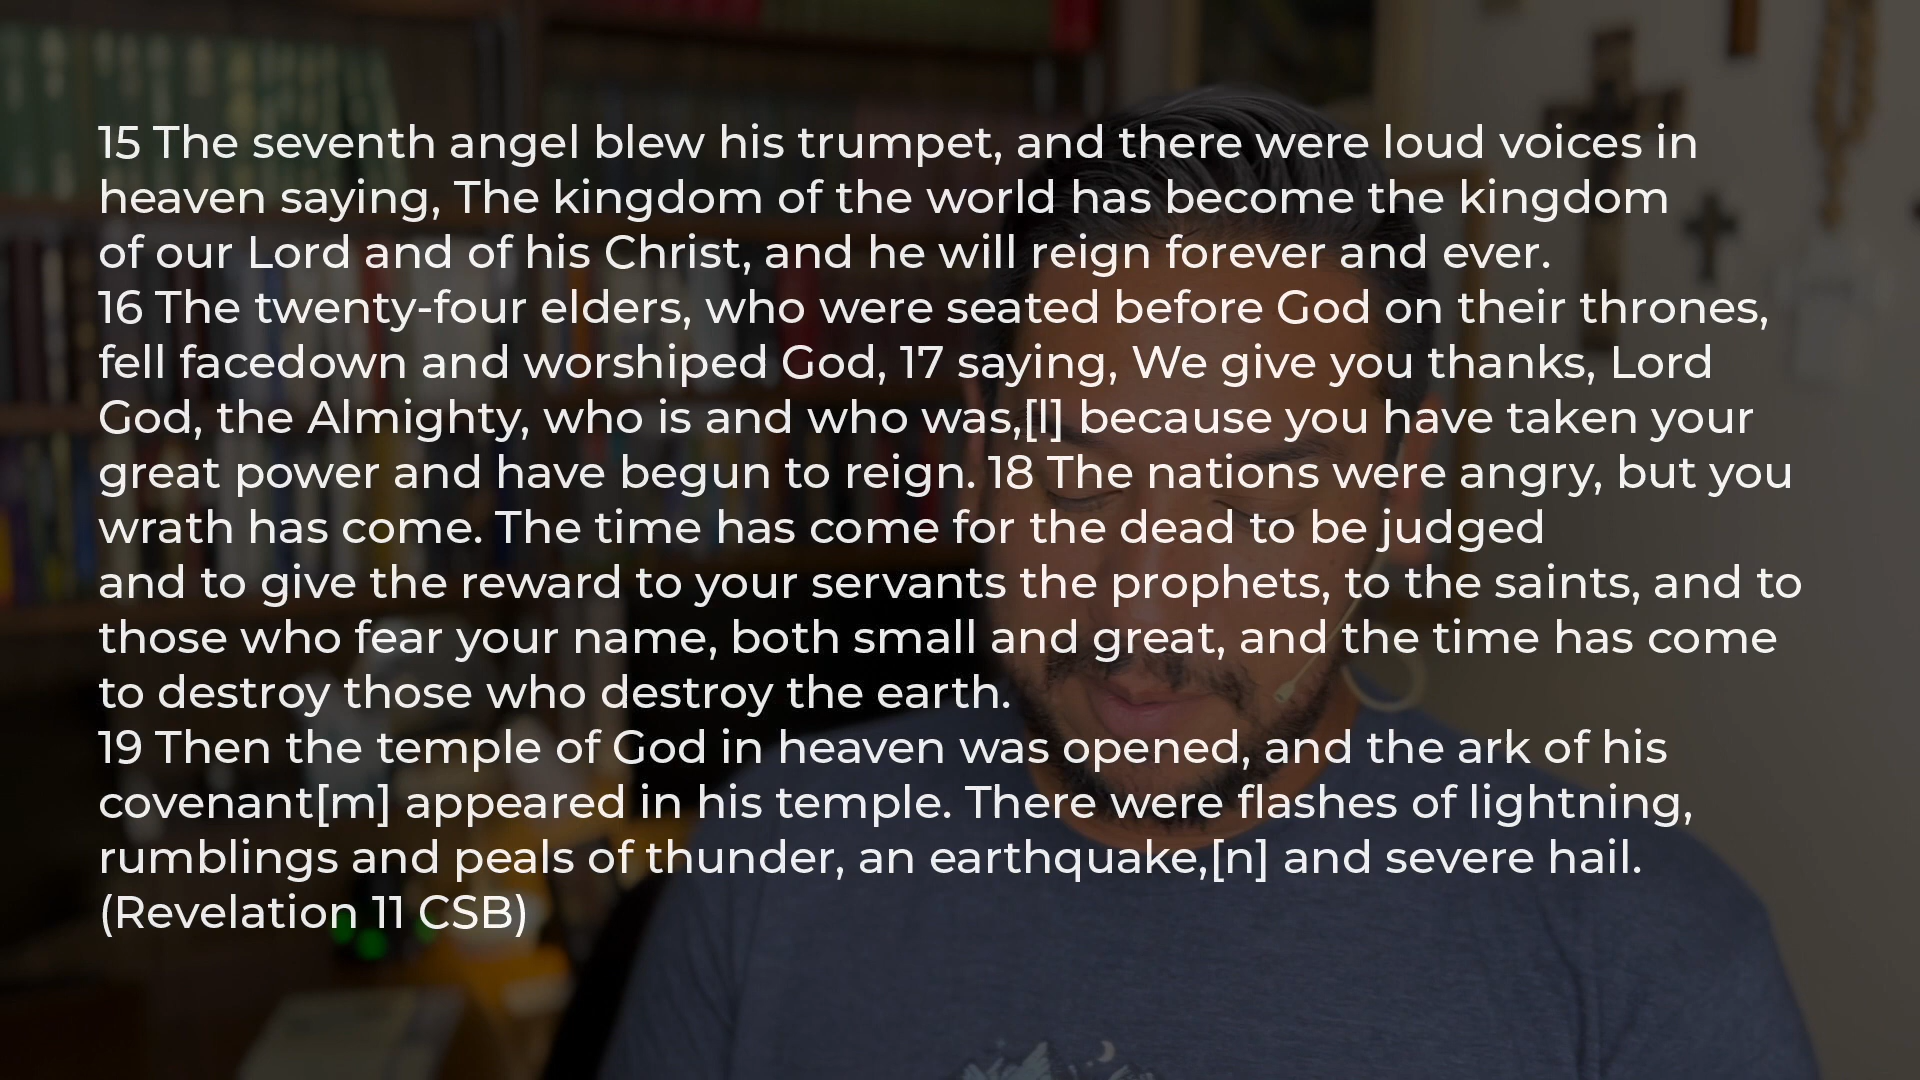 15 The seventh angel blew his trumpet, and there were loud voices in
heaven saying, The kingdom of the world has become the kingdom
of our Lord and of his Christ, and he will reign forever and ever.
16 The twenty-four elders, who were seated before God on their thrones,
fell facedown and worshiped God, 17 saying, We give you thanks, Lord
God, the Almighty, who is and who was,[l] because you have taken your
great power and have begun to reign. 18 The nations were angry, but you
wrath has come. The time has come for the dead to be judged
and to give the reward to your servants the prophets, to the saints, and to
those who fear your name, both small and great, and the time has come
to destroy those who destroy the earth.
19 Then the temple of God in heaven was opened, and the ark of his
covenant[m] appeared in his temple. There were flashes of lightning,
rumblings and peals of thunder, an earthquake,[n] and severe hail.
(Revelation 11 CSB)